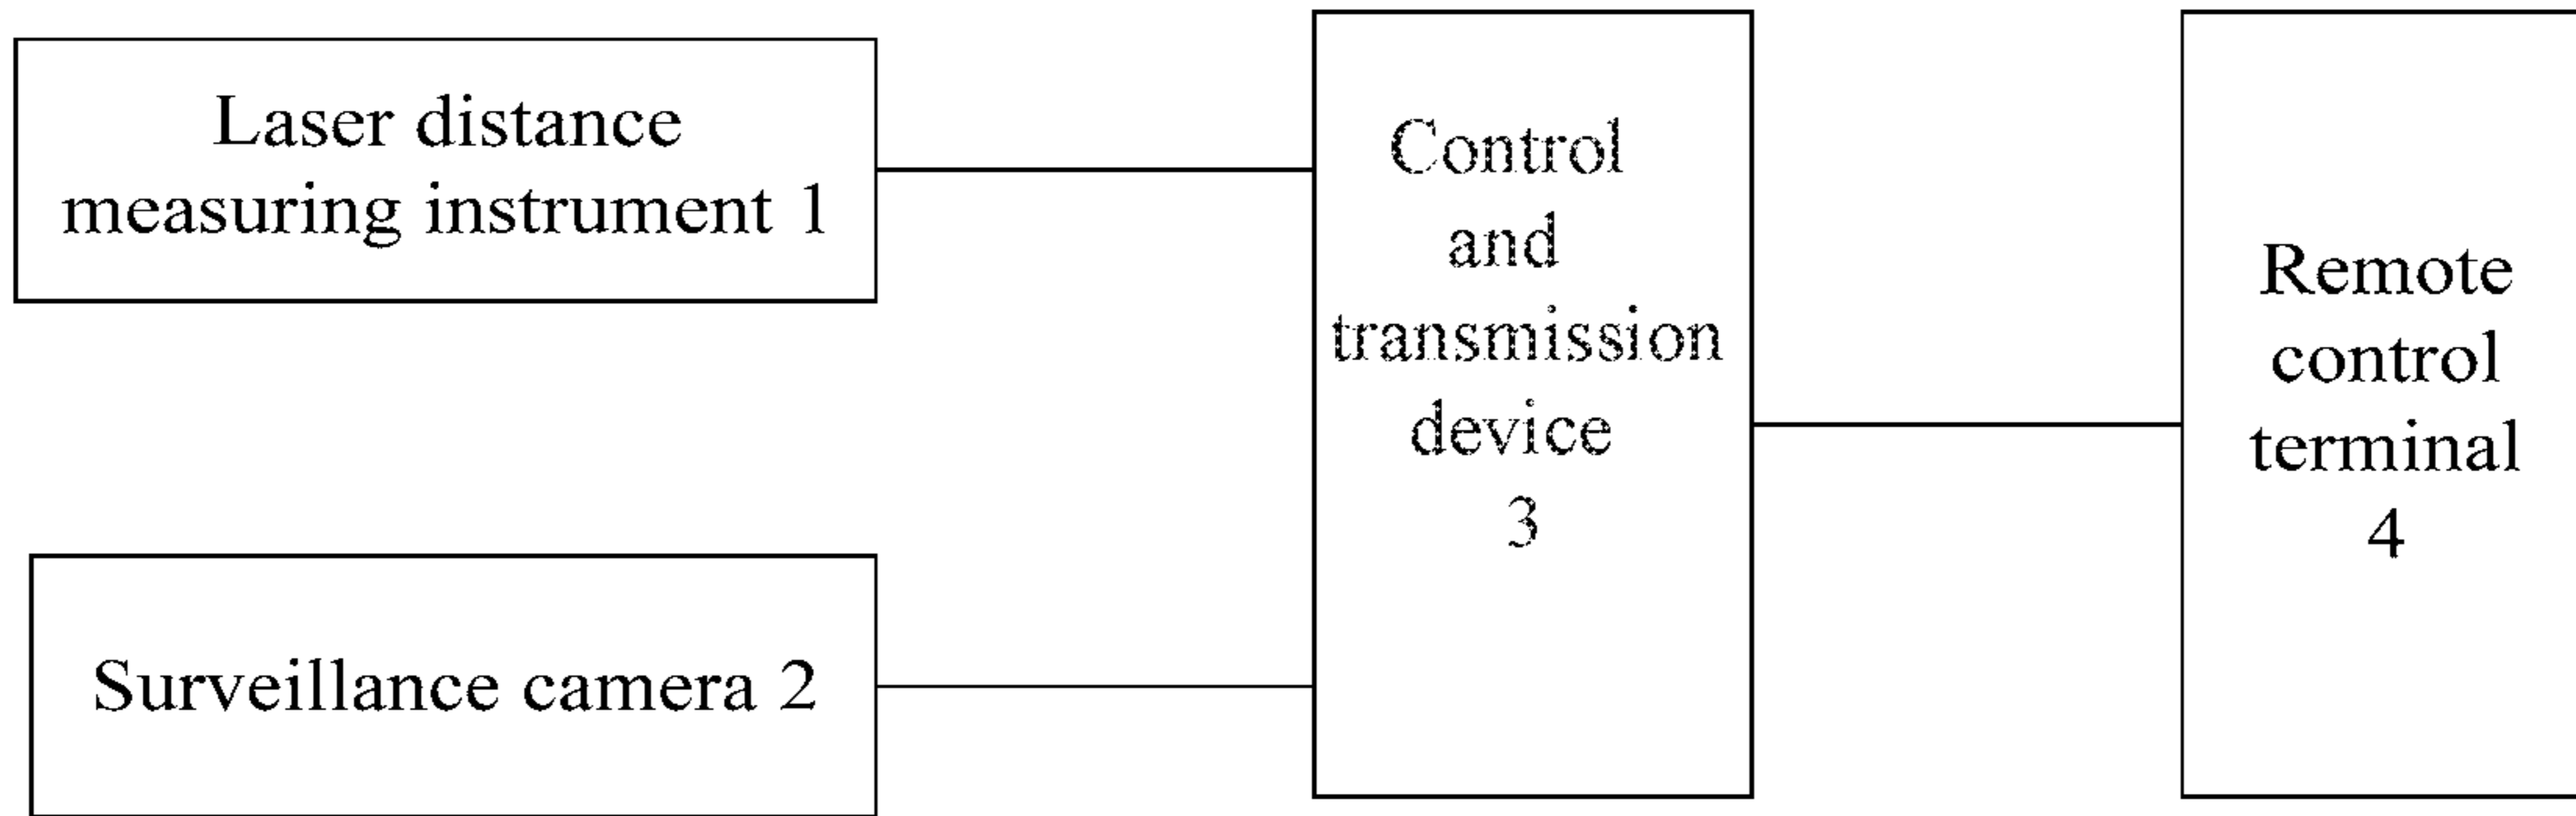 Laser distance
measuring instrument 1
Surveillance camera 2
Control
and
transmission
device
3
Remote
control
terminal
4